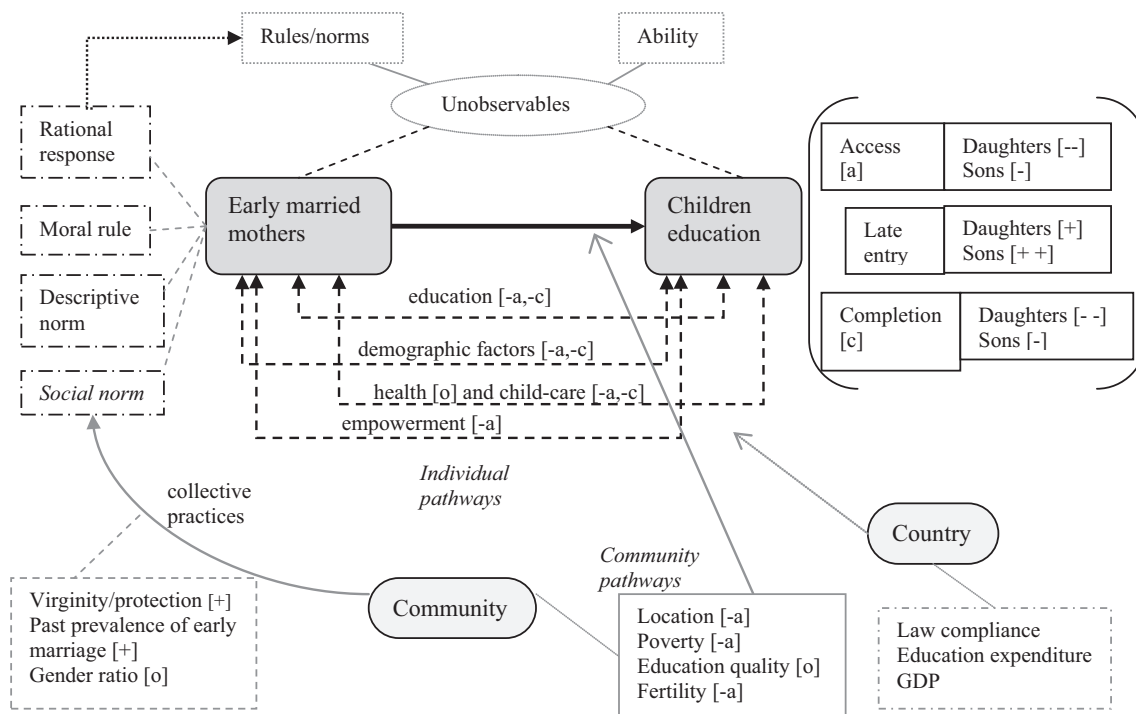 Rules/norms
Ability
Unobservables
Rational
response
Moral rule
Descriptive
norm
Social norm
Early married
mothers
Children
education
Access
[a]
Daughters [--]
Sons [-]
Late
entry
Daughters [+]
Sons [+ +]
Completion
[c]
Daughters [- -]
Sons [-]
education [-a,-c]
demographic factors [-a,-c]
health [o] and child-care [-a,-c]
empowerment [-a]
Individual
pathways
collective
practices
Community
pathways
Country
Community
Virginity/protection [+]
Past prevalence of early
marriage [+]
Gender ratio [o]
Location [-a]
Poverty [-a]
Education quality [o]
Fertility [-a]
Law compliance
Education expenditure
GDP